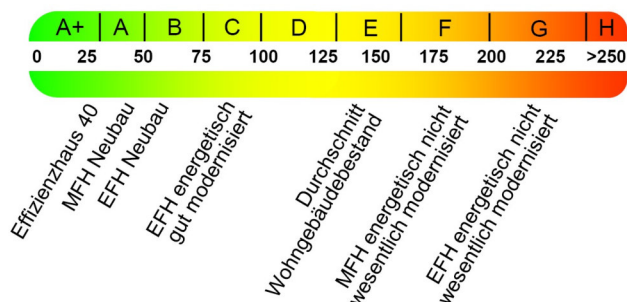 A+ A B C D E F G H
0 25 50 75 100 125 150 175 200 225 >250
Effizienzhaus 40
MFH Neubau
EFH Neubau
EFH energetisch
gut modernisiert
Durchschnitt
Wohngebäudebestand
MFH energetisch nicht
wesentlich modernisiert
EFH energetisch nicht
wesentlich modernisiert